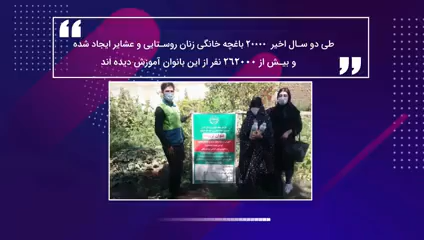 طی دو سال اخیر ۲۰۰۰۰ باغچه خانگی زنان روستایی و عشایر ایجاد شده
و بیش از ۲۶۲۰۰۰ نفر از این بانوان آموزش دیده اند